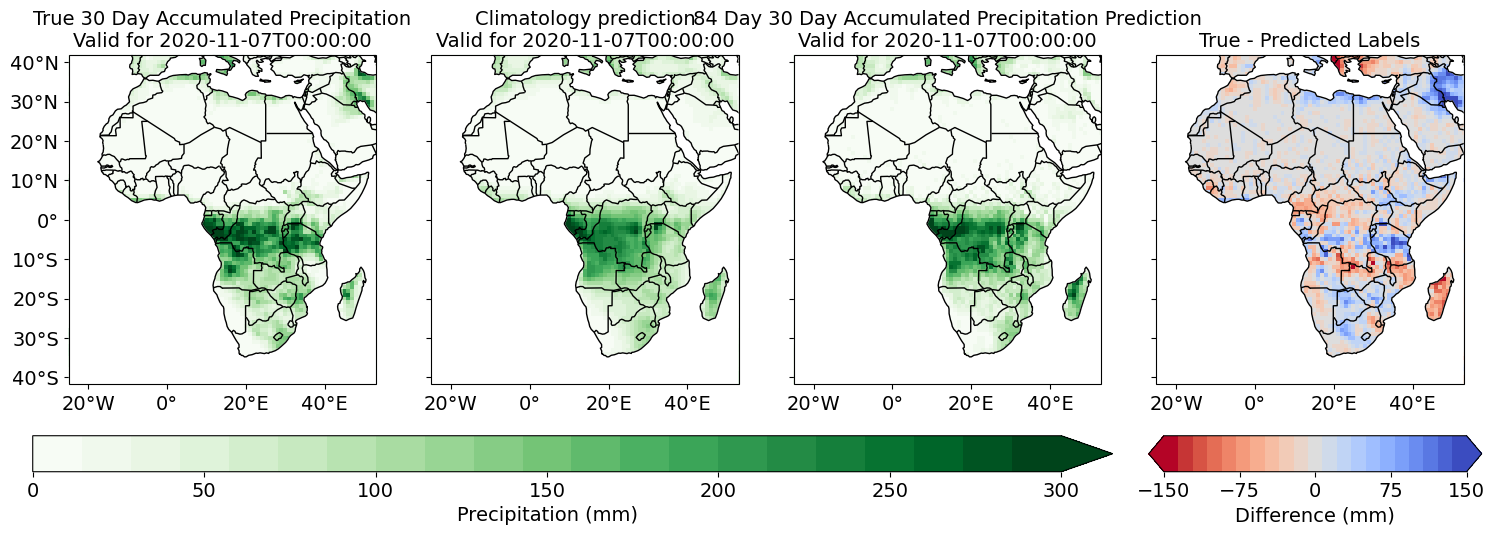 True 30 Day Accumulated Precipitation
Valid for 2020-11-07T00:00:00
Climatology prediction
Valid for 2020-11-07T00:00:00
84 Day 30 Day Accumulated Precipitation Prediction
Valid for 2020-11-07T00:00:00
True - Predicted Labels
40°N
30°N
20°N
10°N
0°
10°S
20°S
30°S
40°S
20°W 0° 20°E 40°E
20°W 0° 20°E 40°E
20°W 0° 20°E 40°E
20°W 0° 20°E 40°E
0 50 100 150 200 250 300
Precipitation (mm)
−150 −75 0 75 150
Difference (mm)